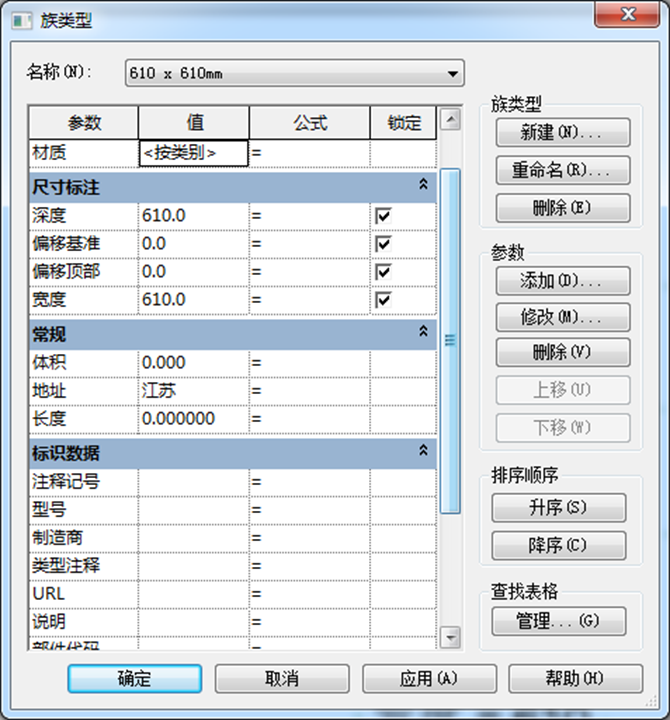 族类型
名称(N): 610 x 610mm
参数 值 公式 锁定
材质 <按类别> =
尺寸标注
深度 610.0 =
偏移基准 0.0 =
偏移顶部 0.0 =
宽度 610.0 =
常规
体积 0.000 =
地址 江苏 =
长度 0.000000 =
标识数据
注释记号 =
型号 =
制造商 =
类型注释 =
URL =
说明 =
部件代码 =
族类型
新建(N)...
重命名(R)...
删除(E)
参数
添加(D)...
修改(M)...
删除(V)
上移(U)
下移(W)
排序顺序
升序(S)
降序(C)
查找表格
管理...(G)
确定 取消 应用(A) 帮助(H)